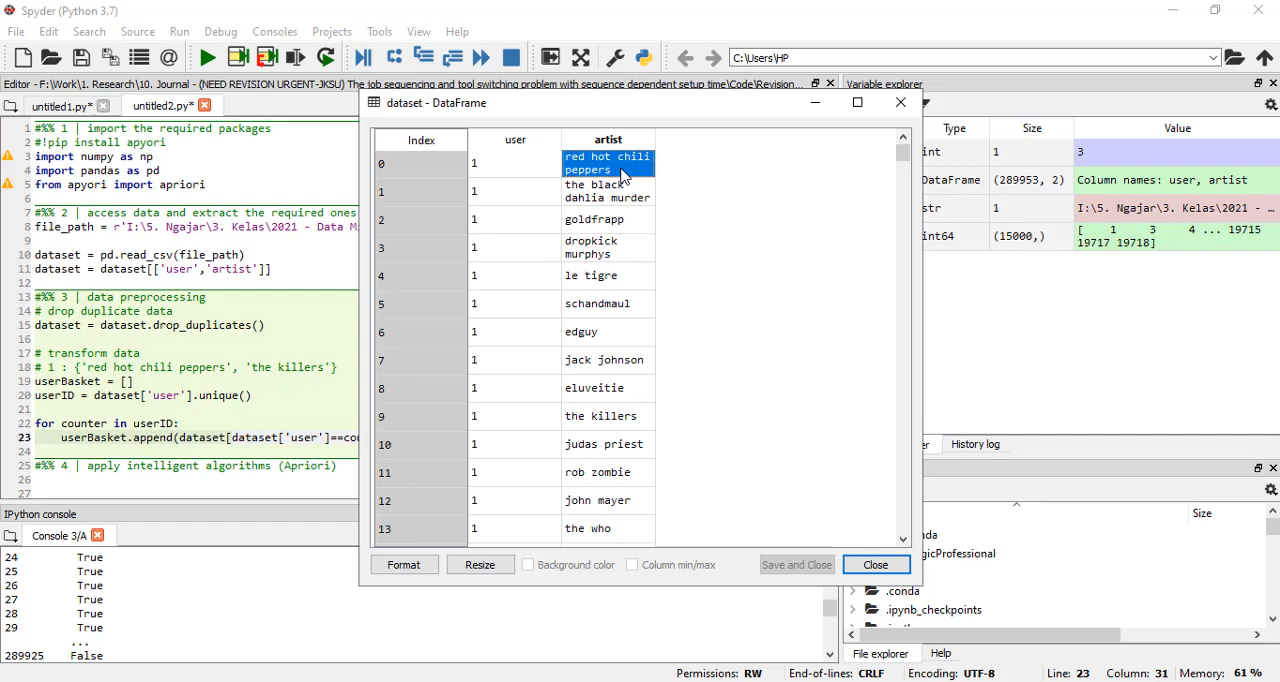 Spyder (Python 3.7)
File Edit Search Source Run Debug Consoles Projects Tools View Help
C:\Users\HP
Editor - F:\Work\1. Research\10. Journal - (NEED REVISION URGENT-JKSU) The job sequencing and tool switching problem with sequence dependent setup time\Code\Revision...
Variable explorer
untitled1.py* untitled2.py*
1 #%% 1 | import the required packages
2 #!pip install apyori
3 import numpy as np
4 import pandas as pd
5 from apyori import apriori
6
7 #%% 2 | access data and extract the required ones
8 file_path = r'I:\5. Ngajar\3. Kelas\2021 - Data M
9
10 dataset = pd.read_csv(file_path)
11 dataset = dataset[['user','artist']]
12
13 #%% 3 | data preprocessing
14 # drop duplicate data
15 dataset = dataset.drop_duplicates()
16
17 # transform data
18 # 1 : {'red hot chili peppers', 'the killers'}
19 userBasket = []
20 userID = dataset['user'].unique()
21
22 for counter in userID:
23 userBasket.append(dataset[dataset['user']==cou
24
25 #%% 4 | apply intelligent algorithms (Apriori)
26
27
dataset - DataFrame
Index user artist
0 1 red hot chili peppers
1 1 the black dahlia murder
2 1 goldfrapp
3 1 dropkick murphys
4 1 le tigre
5 1 schandmaul
6 1 edguy
7 1 jack johnson
8 1 eluveitie
9 1 the killers
10 1 judas priest
11 1 rob zombie
12 1 john mayer
13 1 the who
Format Resize Background color Column min/max Save and Close Close
Type Size Value
int 1 3
DataFrame (289953, 2) Column names: user, artist
str 1 I:\5. Ngajar\3. Kelas\2021 - ...
int64 (15000,) [ 1 3 4 ... 19715
19717 19718]
History log
Size
nda
gicProfessional
.conda
.ipynb_checkpoints
File explorer Help
IPython console
Console 3/A
24 True
25 True
26 True
27 True
28 True
29 True
...
289925 False
Permissions: RW End-of-lines: CRLF Encoding: UTF-8 Line: 23 Column: 31 Memory: 61 %